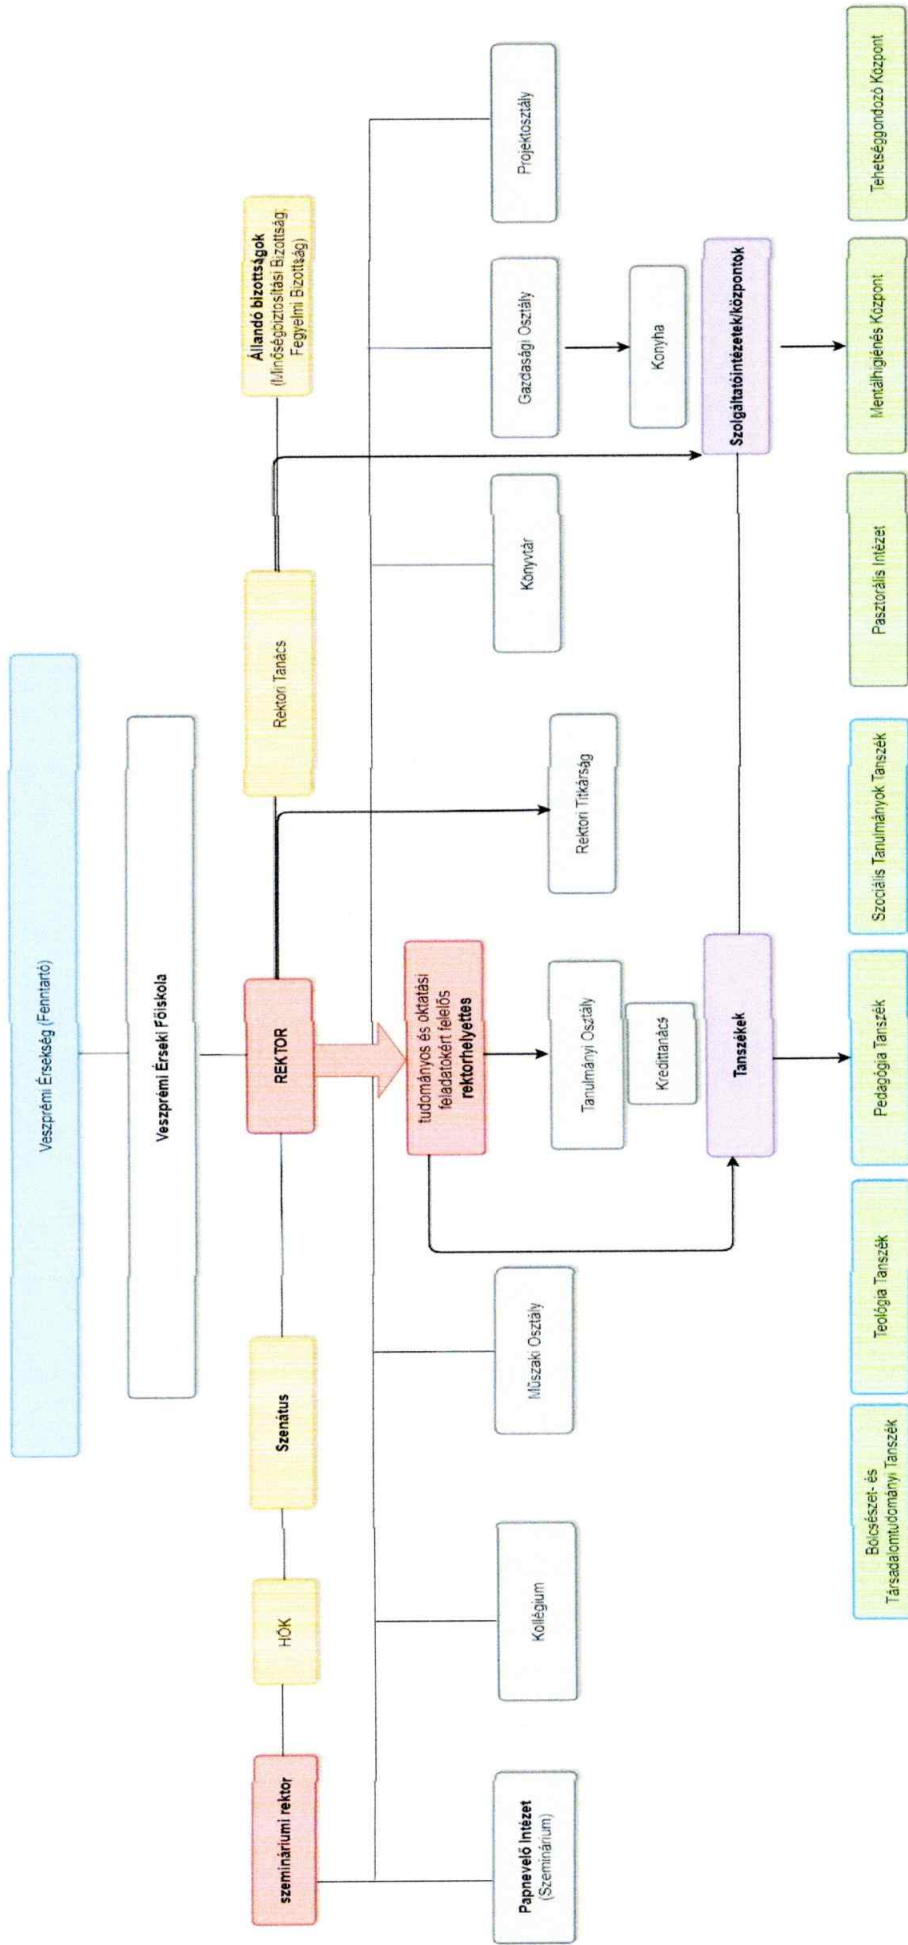 Veszprémi Érsekség (Fenntartó)
Veszprémi Érseki Főiskola
szemináriumi rektor
HÖK
Szenátus
REKTOR
Rektori Tanács
Állandó bizottságok
(Minőségbiztosítási Bizottság;
Fegyelmi Bizottság)
tudományos és oktatási
feladatokért felelős
rektorhelyettes
Papnevelő Intézet
(Szeminárium)
Kollégium
Műszaki Osztály
Tanulmányi Osztály
Kredittanács
Rektori Titkárság
Könyvtár
Gazdasági Osztály
Projektosztály
Konyha
Tanszékek
Szolgáltatóintézetek/központok
Bölcsészet- és
Társadalomtudományi Tanszék
Teológia Tanszék
Pedagógia Tanszék
Szociális Tanulmányok Tanszék
Pasztorális Intézet
Mentálhigiénés Központ
Tehetséggondozó Központ